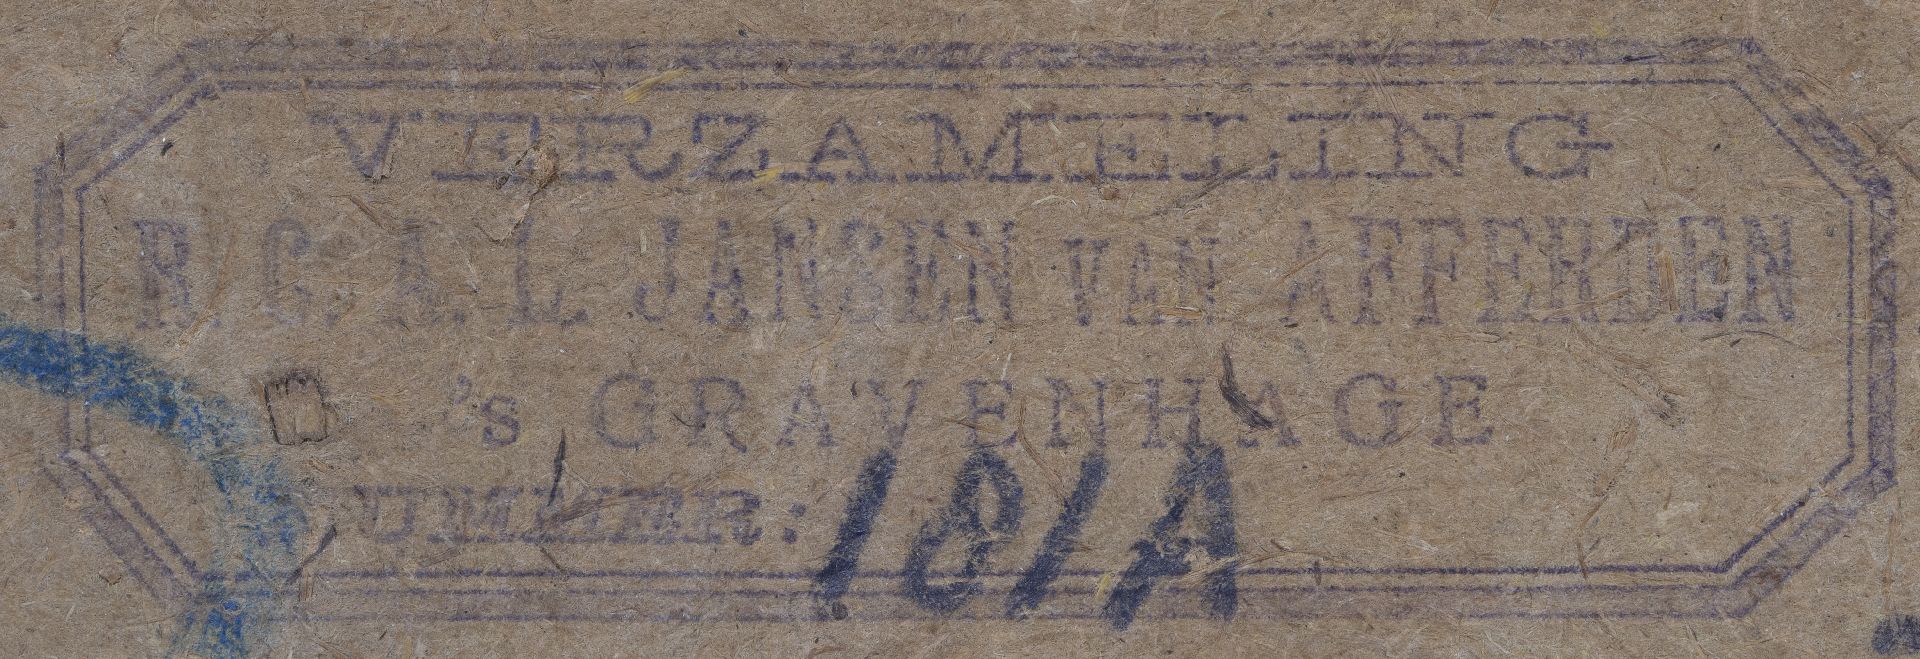 VERZAMELING
R. C. A. L. JANSEN VAN AFFERDEN
's GRAVENHAGE
NUMMER: 181A